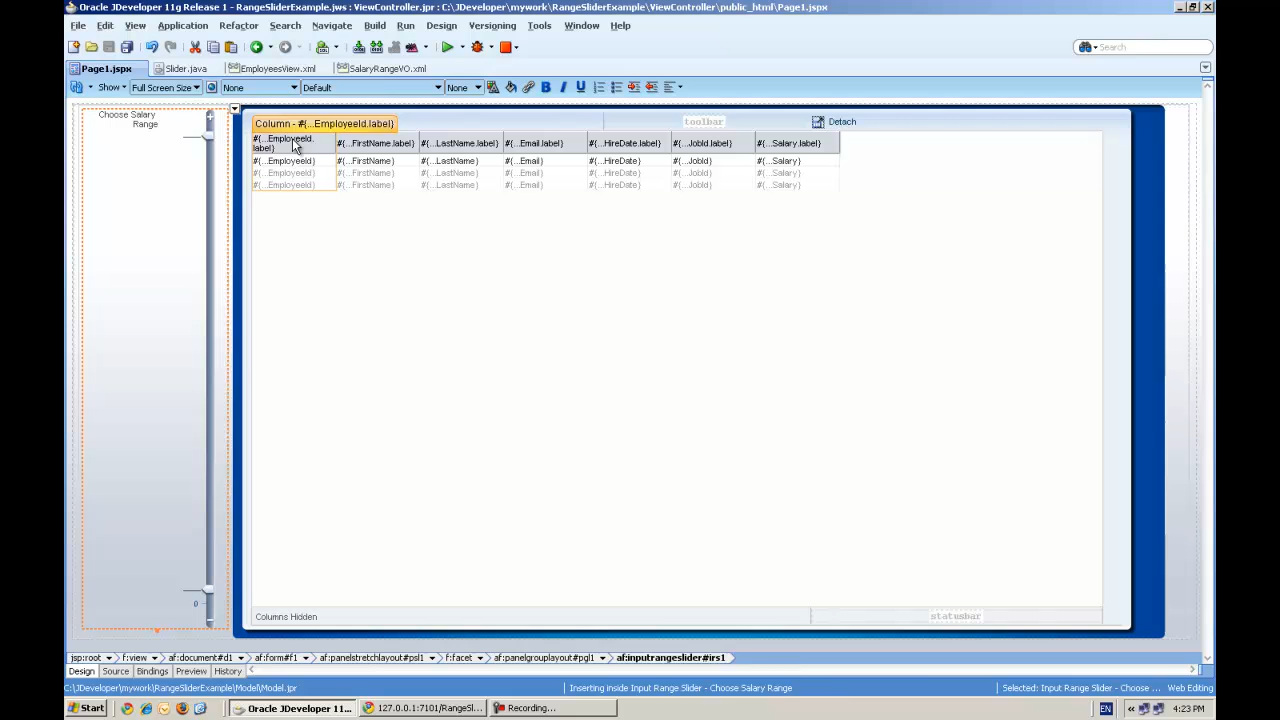 Oracle JDeveloper 11g Release 1 - RangeSliderExample.jws : ViewController.jpr : C:\JDeveloper\mywork\RangeSliderExample\ViewController\public_html\Page1.jspx
File Edit View Application Refactor Search Navigate Build Run Design Versioning Tools Window Help
Search
Page1.jspx Slider.java EmployeesView.xml SalaryRangeVO.xml
Show Full Screen Size None Default None B I U
Choose Salary
Range
Column - #{...EmployeeId.label} toolbar Detach
#{...EmployeeId.
label} #{...FirstName.label} #{...LastName.label} #{...Email.label} #{...HireDate.label} #{...JobId.label} #{...Salary.label}
#{...EmployeeId} #{...FirstName} #{...LastName} #{...Email} #{...HireDate} #{...JobId} #{...Salary}
#{...EmployeeId} #{...FirstName} #{...LastName} #{...Email} #{...HireDate} #{...JobId} #{...Salary}
#{...EmployeeId} #{...FirstName} #{...LastName} #{...Email} #{...HireDate} #{...JobId} #{...Salary}
0
Columns Hidden statusbar
jsp:root f:view af:document#d1 af:form#f1 af:panelstretchlayout#psl1 f:facet af:panelgrouplayout#pgl1 af:inputrangeslider#irs1
Design Source Bindings Preview History
C:\JDeveloper\mywork\RangeSliderExample\Model\Model.jpr Inserting inside Input Range Slider - Choose Salary Range Selected: Input Range Slider - Choose ... Web Editing
Start Oracle JDeveloper 11... 127.0.0.1:7101/RangeSl... Recording... EN 4:23 PM